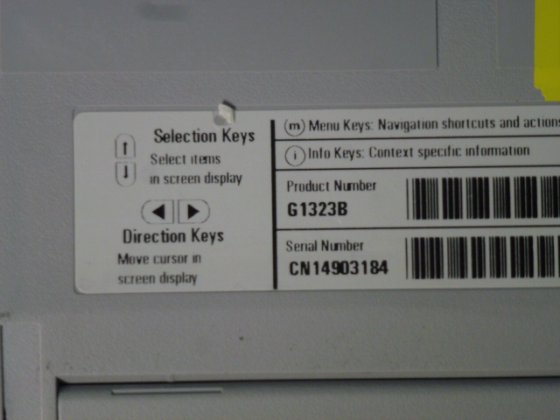 Selection Keys
Select items
in screen display
Direction Keys
Move cursor in
screen display
m Menu Keys: Navigation shortcuts and actions
i Info Keys: Context specific information
Product Number
G1323B
Serial Number
CN14903184